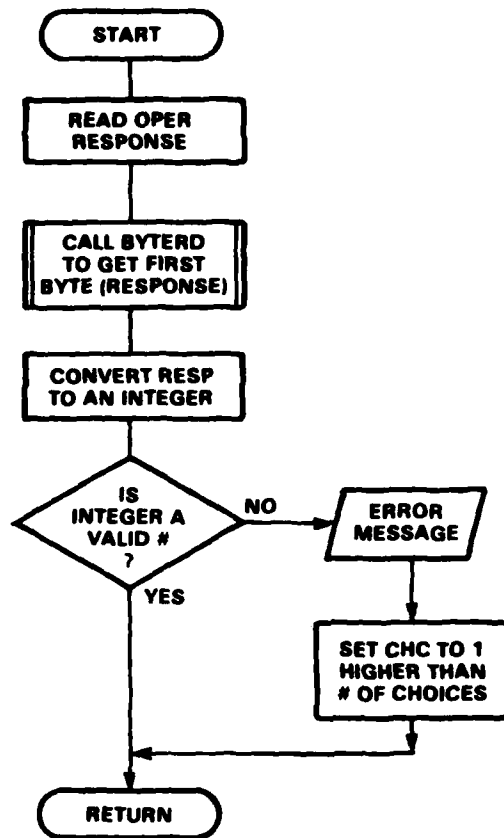 START
READ OPER
RESPONSE
CALL BYTERD
TO GET FIRST
BYTE (RESPONSE)
CONVERT RESP
TO AN INTEGER
IS
INTEGER A
VALID #
?
NO
YES
ERROR
MESSAGE
SET CHC TO 1
HIGHER THAN
# OF CHOICES
RETURN